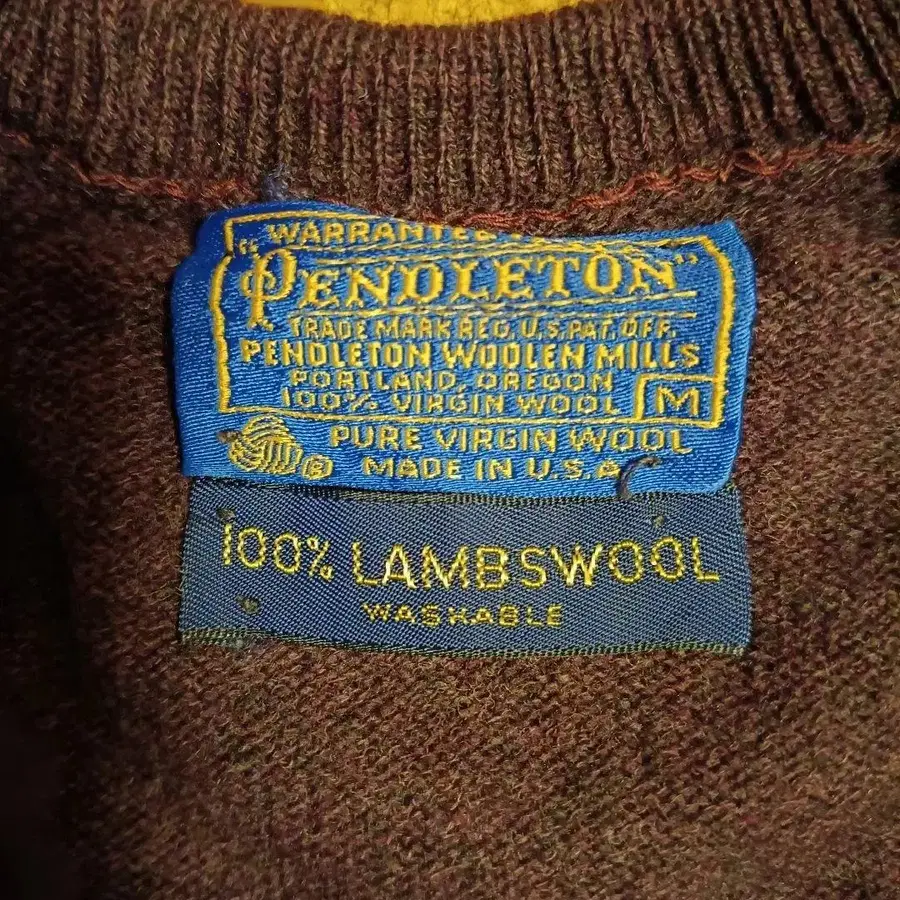 WARRANTED
"PENDLETON"
TRADE MARK REG. U.S. PAT. OFF.
PENDLETON WOOLEN MILLS
PORTLAND, OREGON
100% VIRGIN WOOL M
PURE VIRGIN WOOL
® MADE IN U.S.A
100% LAMBSWOOL
WASHABLE